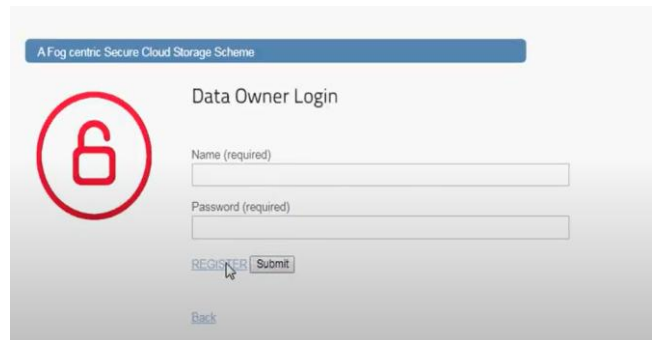 A Fog centric Secure Cloud Storage Scheme
Data Owner Login
Name (required)
Password (required)
REGISTER Submit
Back